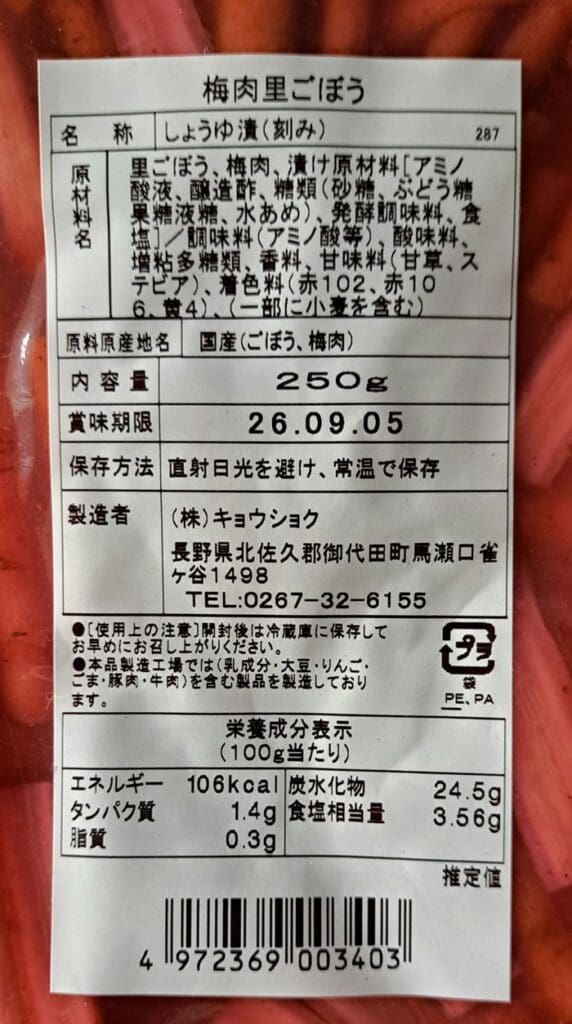 梅肉里ごぼう
名 称 しょうゆ漬(刻み) 287
原材料名
里ごぼう、梅肉、漬け原材料[アミノ
酸液、醸造酢、糖類(砂糖、ぶどう糖
果糖液糖、水あめ)、発酵調味料、食
塩]/調味料(アミノ酸等)、酸味料、
増粘多糖類、香料、甘味料(甘草、ス
テビア)、着色料(赤102、赤10
6、黄4)、(一部に小麦を含む)
原料原産地名 国産(ごぼう、梅肉)
内容量 250g
賞味期限 26.09.05
保存方法 直射日光を避け、常温で保存
製造者 (株)キョウショク
長野県北佐久郡御代田町馬瀬口雀
ヶ谷1498
TEL:0267-32-6155
●[使用上の注意]開封後は冷蔵庫に保存して
お早めにお召し上がりください。
●本品製造工場では(乳成分・大豆・りんご・
ごま・豚肉・牛肉)を含む製品を製造しており
ます。
プラ
袋
PE、PA
栄養成分表示
(100g当たり)
エネルギー 106kcal 炭水化物 24.5g
タンパク質 1.4g 食塩相当量 3.56g
脂質 0.3g
推定値
4 972369 003403